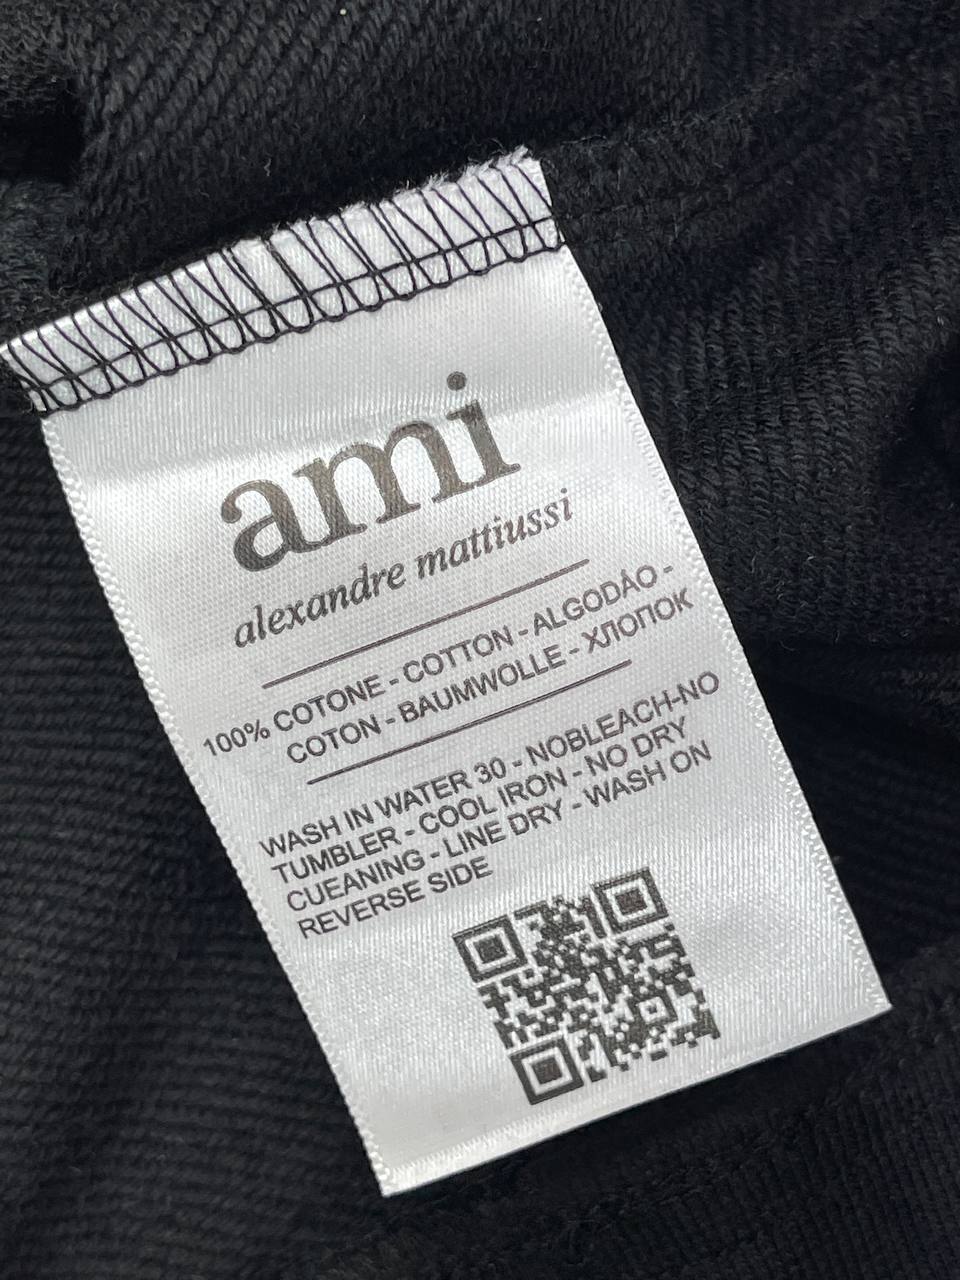 ami
alexandre mattiussi
100% COTONE - COTTON - ALGODÁO -
COTON - BAUMWOLLE - ХЛОПОК
WASH IN WATER 30 - NOBLEACH-NO
TUMBLER - COOL IRON - NO DRY
CUEANING - LINE DRY - WASH ON
REVERSE SIDE